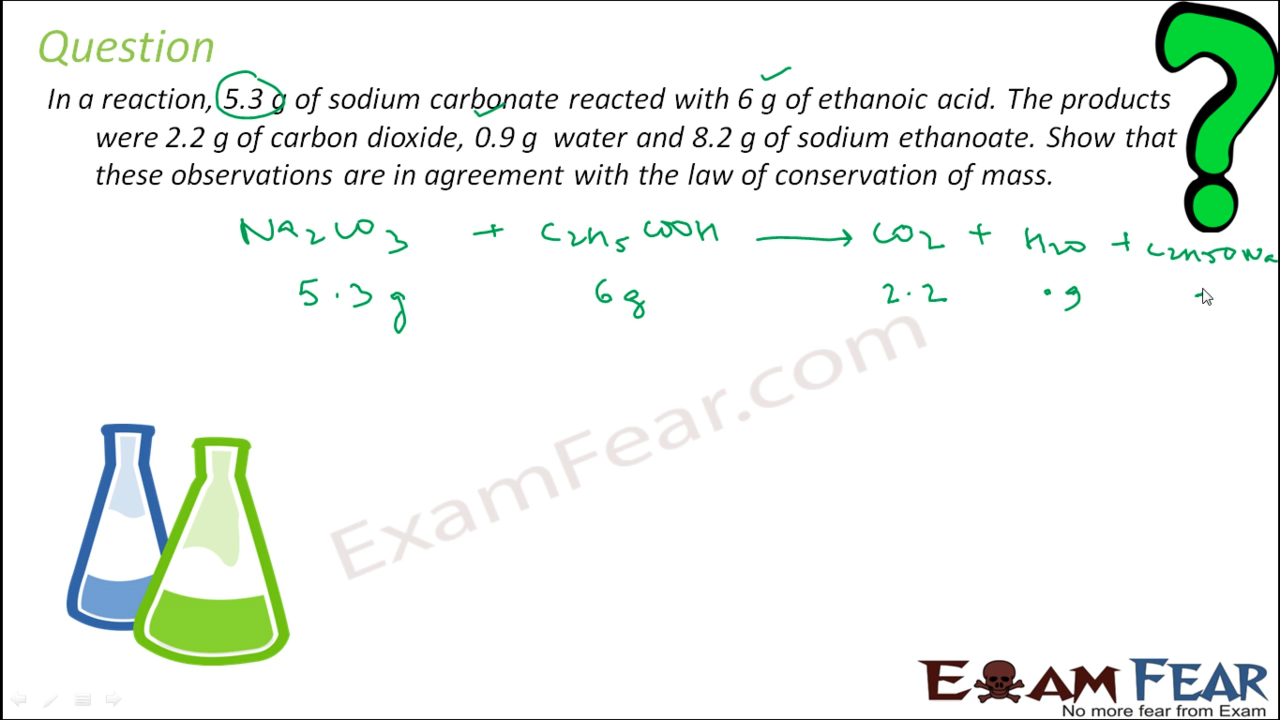 Question
In a reaction, 5.3 g of sodium carbonate reacted with 6 g of ethanoic acid. The products
were 2.2 g of carbon dioxide, 0.9 g water and 8.2 g of sodium ethanoate. Show that
these observations are in agreement with the law of conservation of mass.
Na2CO3 + C2H5COOH ⟶ CO2 + H2O + C2H5ONa
5.3 g 6g 2.2 .9
ExamFear.com
EXAM FEAR
No more fear from Exam